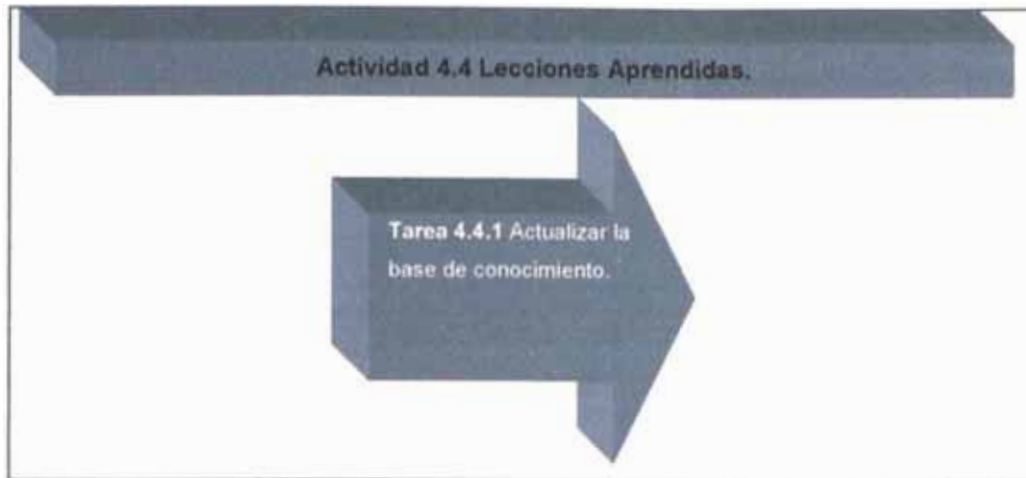 Actividad 4.4 Lecciones Aprendidas.
Tarea 4.4.1 Actualizar la
base de conocimiento.